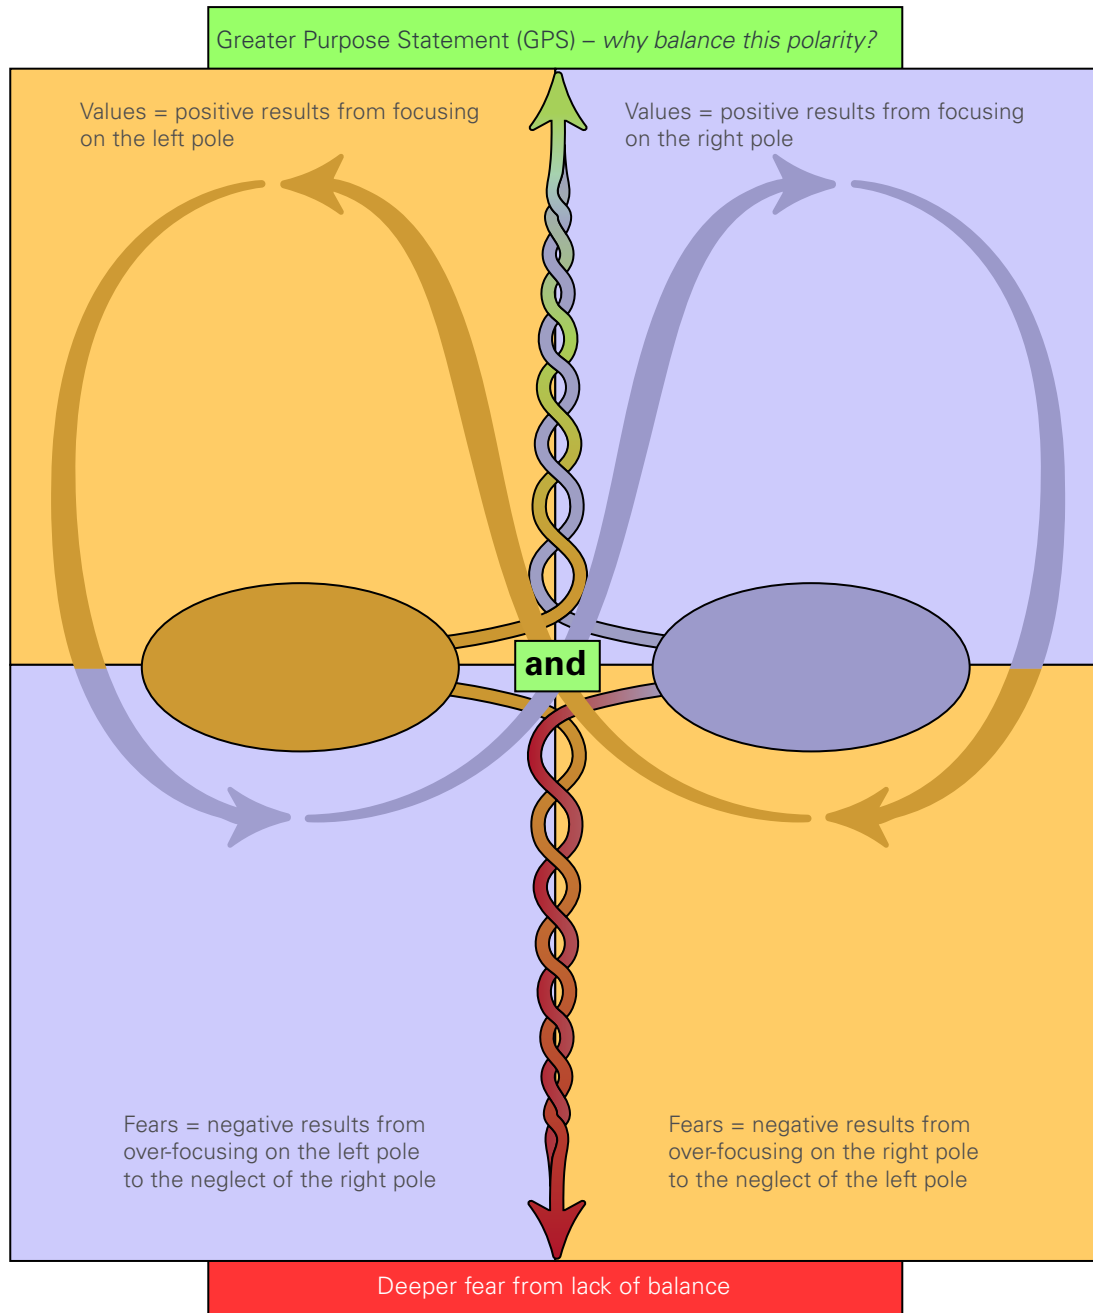 Greater Purpose Statement (GPS) – why balance this polarity?
Values = positive results from focusing
on the left pole
Values = positive results from focusing
on the right pole
and
Fears = negative results from
over-focusing on the left pole
to the neglect of the right pole
Fears = negative results from
over-focusing on the right pole
to the neglect of the left pole
Deeper fear from lack of balance